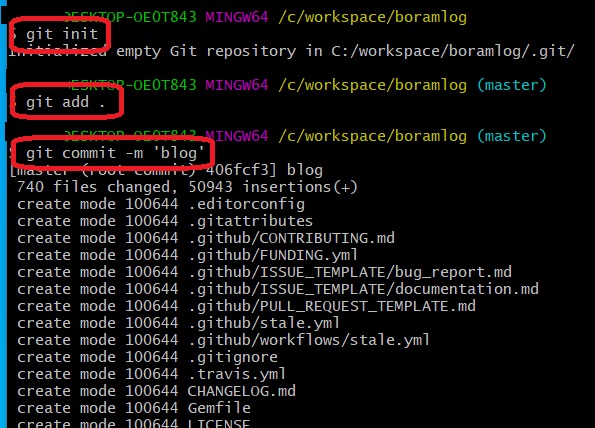 DESKTOP-OE0T843 MINGW64 /c/workspace/boramlog
$ git init
Initialized empty Git repository in C:/workspace/boramlog/.git/
DESKTOP-OE0T843 MINGW64 /c/workspace/boramlog (master)
$ git add .
DESKTOP-OE0T843 MINGW64 /c/workspace/boramlog (master)
$ git commit -m 'blog'
[master (root-commit) 406fcf3] blog
740 files changed, 50943 insertions(+)
create mode 100644 .editorconfig
create mode 100644 .gitattributes
create mode 100644 .github/CONTRIBUTING.md
create mode 100644 .github/FUNDING.yml
create mode 100644 .github/ISSUE_TEMPLATE/bug_report.md
create mode 100644 .github/ISSUE_TEMPLATE/documentation.md
create mode 100644 .github/PULL_REQUEST_TEMPLATE.md
create mode 100644 .github/stale.yml
create mode 100644 .github/workflows/stale.yml
create mode 100644 .gitignore
create mode 100644 .travis.yml
create mode 100644 CHANGELOG.md
create mode 100644 Gemfile
create mode 100644 LICENSE